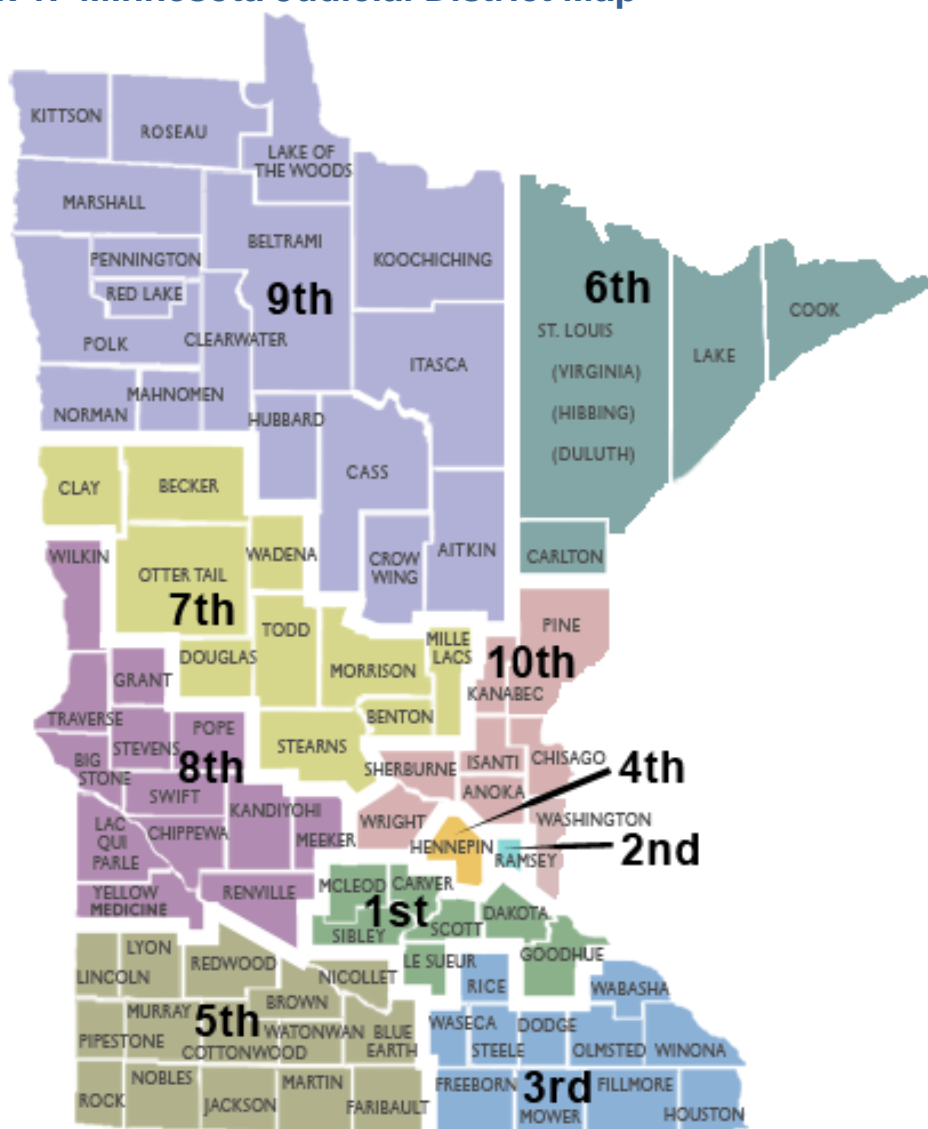 Minnesota Judicial District Map
KITTSON
ROSEAU
LAKE OF
THE WOODS
MARSHALL
BELTRAMI
PENNINGTON
KOOCHICHING
RED LAKE
9th
6th
COOK
ST. LOUIS
POLK
CLEARWATER
LAKE
ITASCA
(VIRGINIA)
MAHNOMEN
NORMAN
HUBBARD
(HIBBING)
(DULUTH)
CASS
CLAY
BECKER
WILKIN
WADENA
CROW
WING
AITKIN
CARLTON
OTTER TAIL
7th
TODD
PINE
MILLE
LACS
DOUGLAS
MORRISON
10th
GRANT
KANABEC
TRAVERSE
BENTON
POPE
STEVENS
STEARNS
BIG
STONE
8th
SHERBURNE
ISANTI
CHISAGO
4th
SWIFT
ANOKA
KANDIYOHI
LAC
QUI
PARLE
CHIPPEWA
MEEKER
WRIGHT
WASHINGTON
HENNEPIN
2nd
RAMSEY
YELLOW
MEDICINE
RENVILLE
MCLEOD
CARVER
1st
DAKOTA
SIBLEY
SCOTT
LYON
GOODHUE
LINCOLN
REDWOOD
LE SUEUR
NICOLLET
RICE
WABASHA
BROWN
MURRAY
5th
PIPESTONE
WATONWAN
BLUE
EARTH
WASECA
DODGE
COTTONWOOD
STEELE
OLMSTED
WINONA
NOBLES
MARTIN
FREEBORN
3rd
FILLMORE
ROCK
JACKSON
FARIBAULT
MOWER
HOUSTON